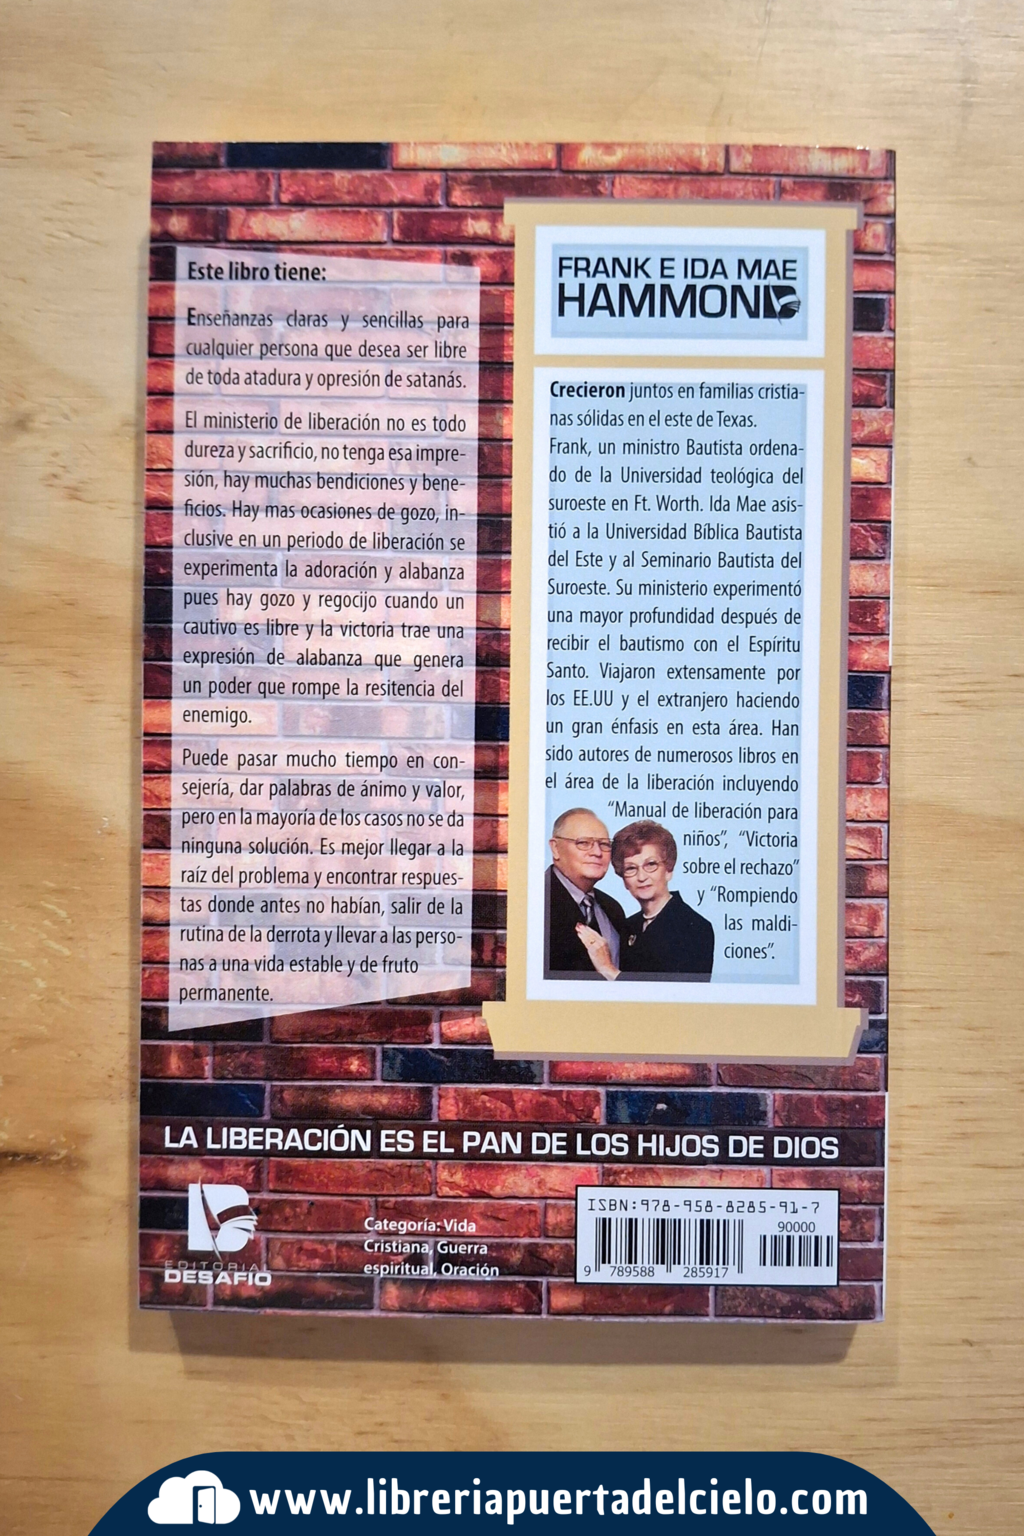 Este libro tiene:
Enseñanzas claras y sencillas para
cualquier persona que desea ser libre
de toda atadura y opresión de satanás.
El ministerio de liberación no es todo
dureza y sacrificio, no tenga esa impre-
sión, hay muchas bendiciones y bene-
ficios. Hay mas ocasiones de gozo, in-
clusive en un periodo de liberación se
experimenta la adoración y alabanza
pues hay gozo y regocijo cuando un
cautivo es libre y la victoria trae una
expresión de alabanza que genera
un poder que rompe la resitencia del
enemigo.
Puede pasar mucho tiempo en con-
sejería, dar palabras de ánimo y valor,
pero en la mayoría de los casos no se da
ninguna solución. Es mejor llegar a la
raíz del problema y encontrar respues-
tas donde antes no habían, salir de la
rutina de la derrota y llevar a las perso-
nas a una vida estable y de fruto
permanente.
FRANK E IDA MAE
HAMMOND
Crecieron juntos en familias cristia-
nas sólidas en el este de Texas.
Frank, un ministro Bautista ordena-
do de la Universidad teológica del
suroeste en Ft. Worth. Ida Mae asis-
tió a la Universidad Bíblica Bautista
del Este y al Seminario Bautista del
Suroeste. Su ministerio experimentó
una mayor profundidad después de
recibir el bautismo con el Espíritu
Santo. Viajaron extensamente por
los EE.UU y el extranjero haciendo
un gran énfasis en esta área. Han
sido autores de numerosos libros en
el área de la liberación incluyendo
“Manual de liberación para
niños”, “Victoria
sobre el rechazo”
y “Rompiendo
las maldi-
ciones”.
LA LIBERACIÓN ES EL PAN DE LOS HIJOS DE DIOS
EDITORIAL
DESAFÍO
Categoría: Vida
Cristiana, Guerra
espiritual, Oración
ISBN:978-958-8285-91-7
90000
9 789588 285917
www.libreriapuertadelcielo.com